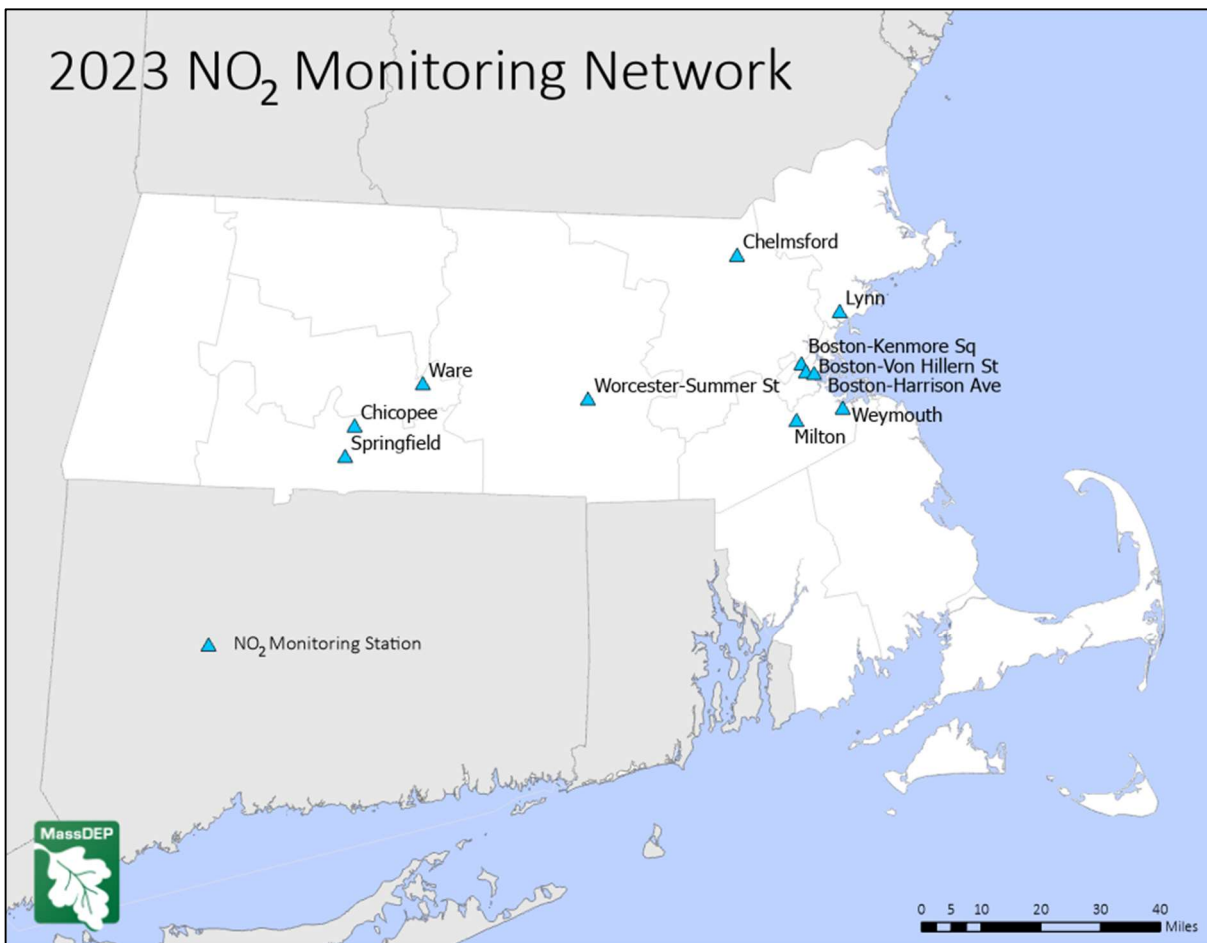 2023 NO₂ Monitoring Network
Chelmsford
Lynn
Boston-Kenmore Sq
Boston-Von Hillern St
Boston-Harrison Ave
Ware
Worcester-Summer St
Weymouth
Chicopee
Milton
Springfield
NO₂ Monitoring Station
MassDEP
0 5 10 20 30 40
Miles